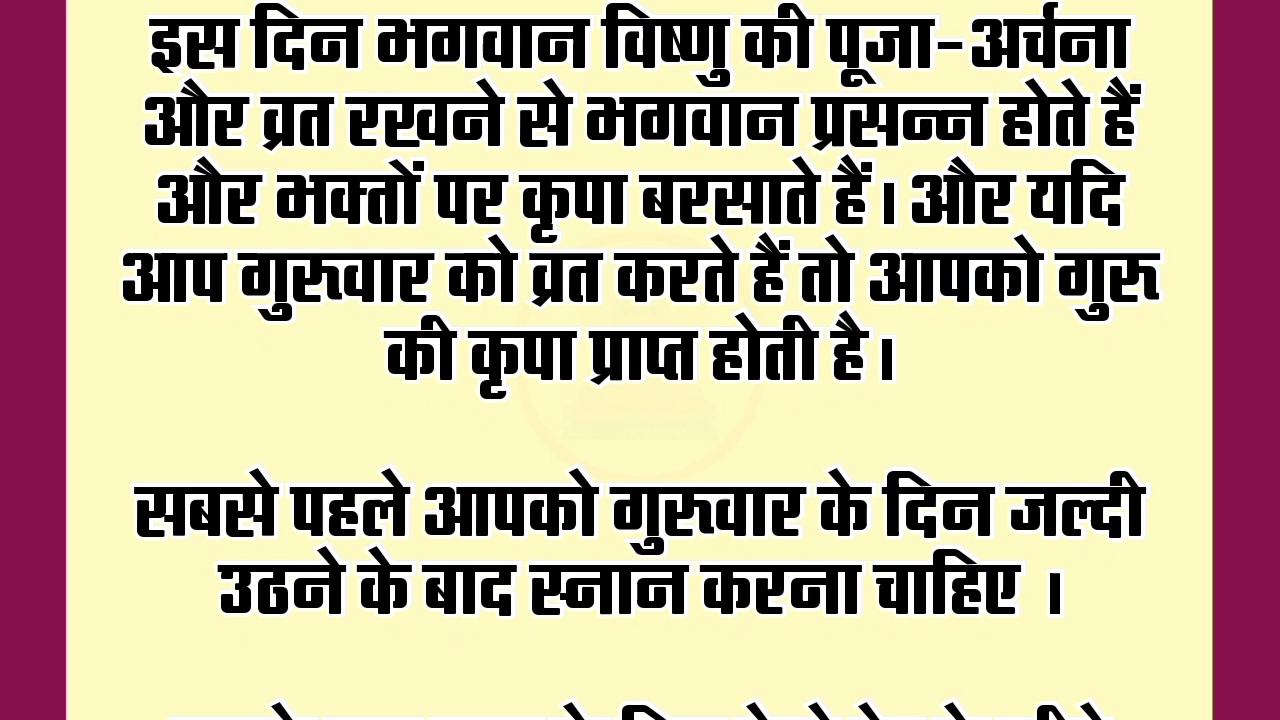 इस दिन भगवान विष्णु की पूजा-अर्चना
और व्रत रखने से भगवान प्रसन्न होते हैं
और भक्तों पर कृपा बरसाते हैं। और यदि
आप गुरुवार को व्रत करते हैं तो आपको गुरु
की कृपा प्राप्त होती है।
सबसे पहले आपको गुरुवार के दिन जल्दी
उठने के बाद स्नान करना चाहिए ।